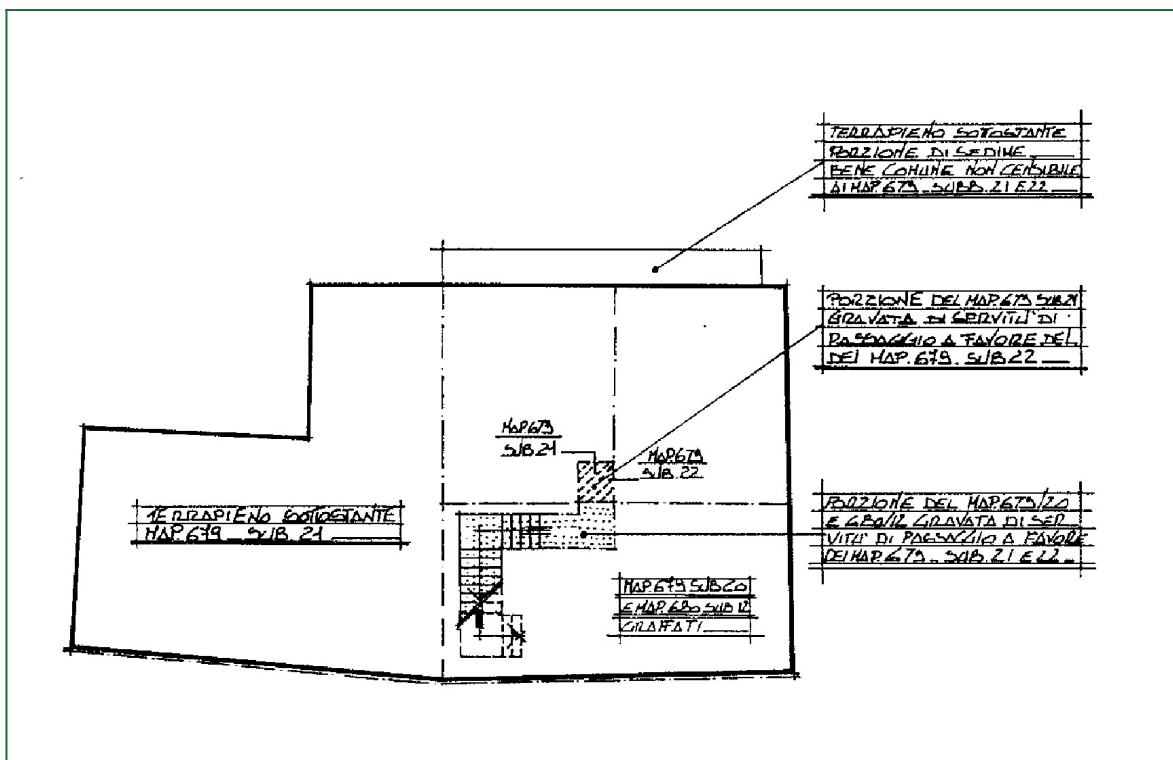 TERRAPIENO SOTTOSTANTE
PORZIONE DI SEDIME
BENE COMUNE NON CENSIBILE
AI MAP. 679 SUBB. 21 E 22
PORZIONE DEL MAP. 679 SUB 21
GRAVATA DI SERVITU' DI
PASSAGGIO A FAVORE DEL
DEI MAP. 679. SUB 22
MAP. 679
SUB. 21
MAP. 679
SUB. 22
TERRAPIENO SOTTOSTANTE
MAP. 679 SUB. 21
PORZIONE DEL MAP. 679/20
E 680/12 GRAVATA DI SER
VITU' DI PASSAGGIO A FAVORE
DEI MAP. 679. SUB. 21 E 22
MAP. 679 SUB 20
E MAP. 680 SUB 12
GRAFFATI